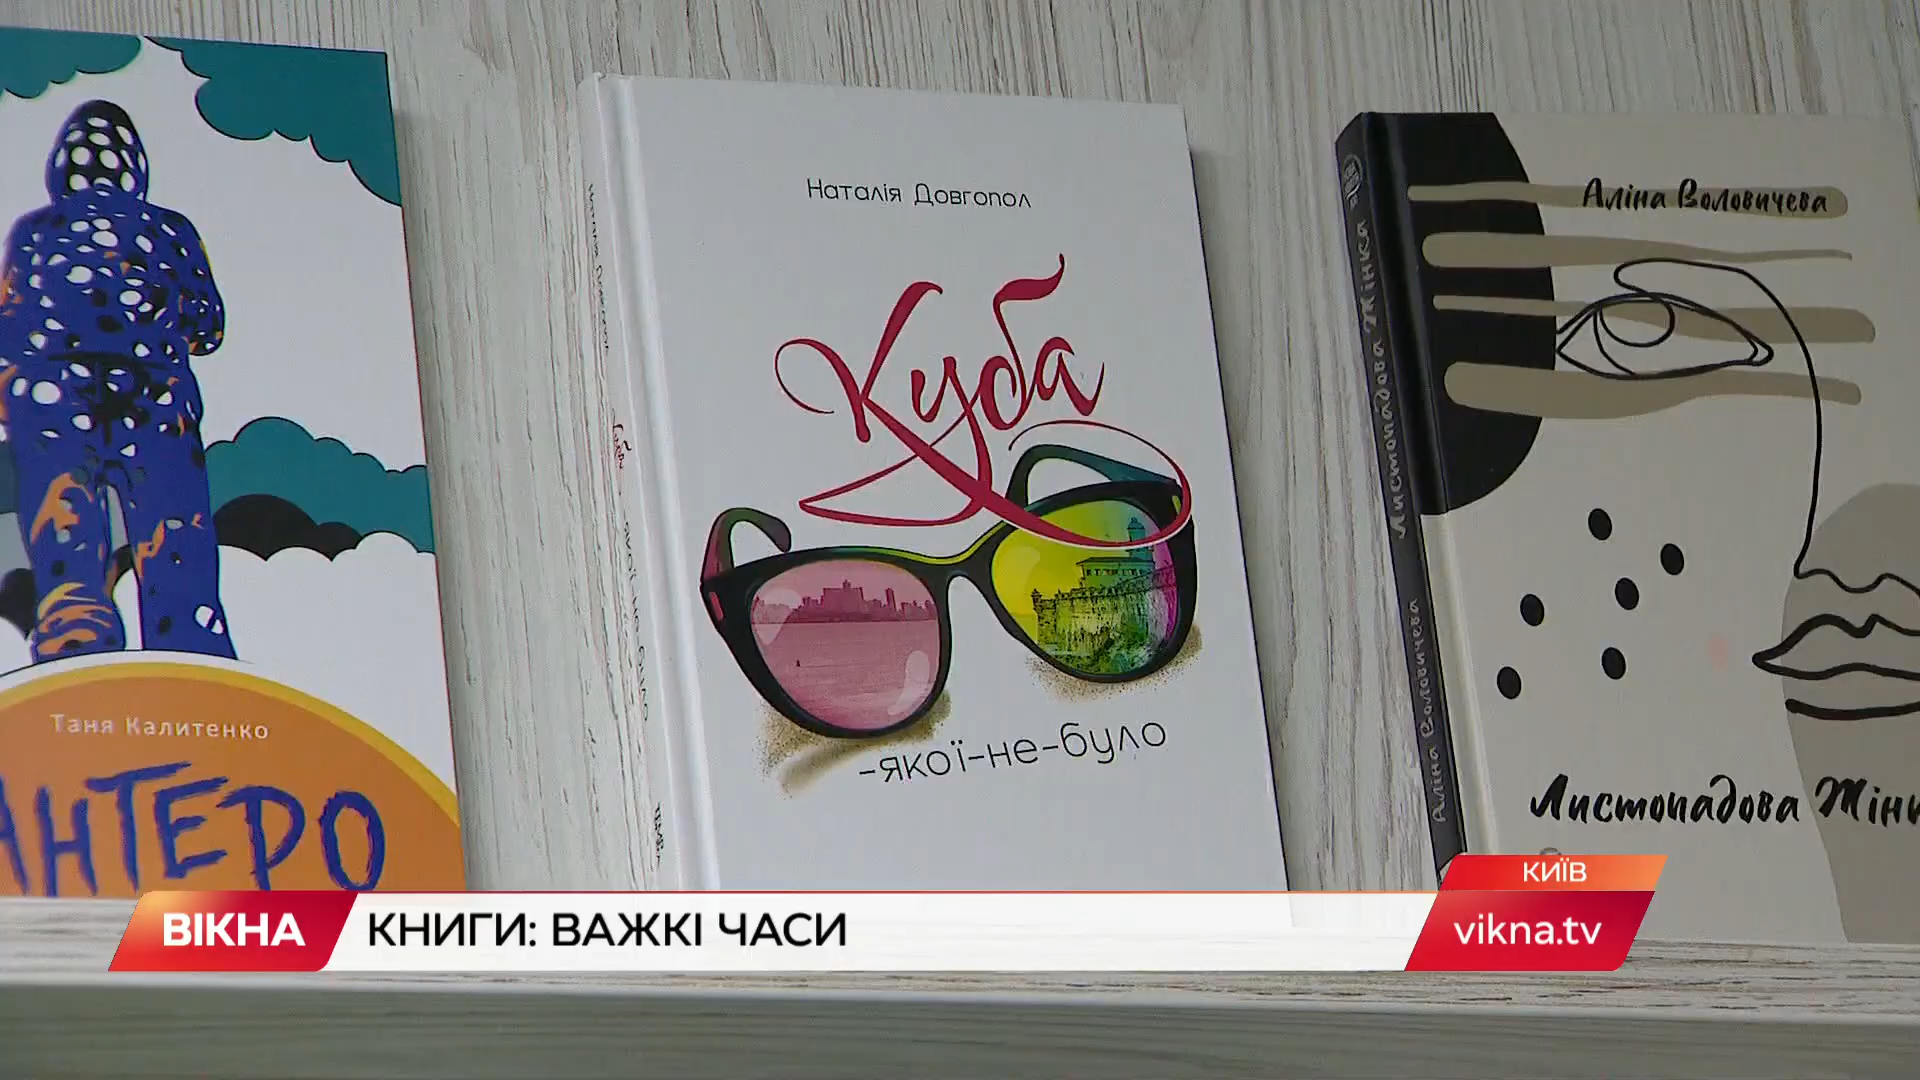 Наталія Довгопол
Куба
-якої-не-було
Аліна Воловичева
Листопадова Жінка
Аліна Воловичева
Листопадова
Таня Калитенко
АНТЕРО
КИЇВ
ВІКНА
КНИГИ: ВАЖКІ ЧАСИ
vikna.tv